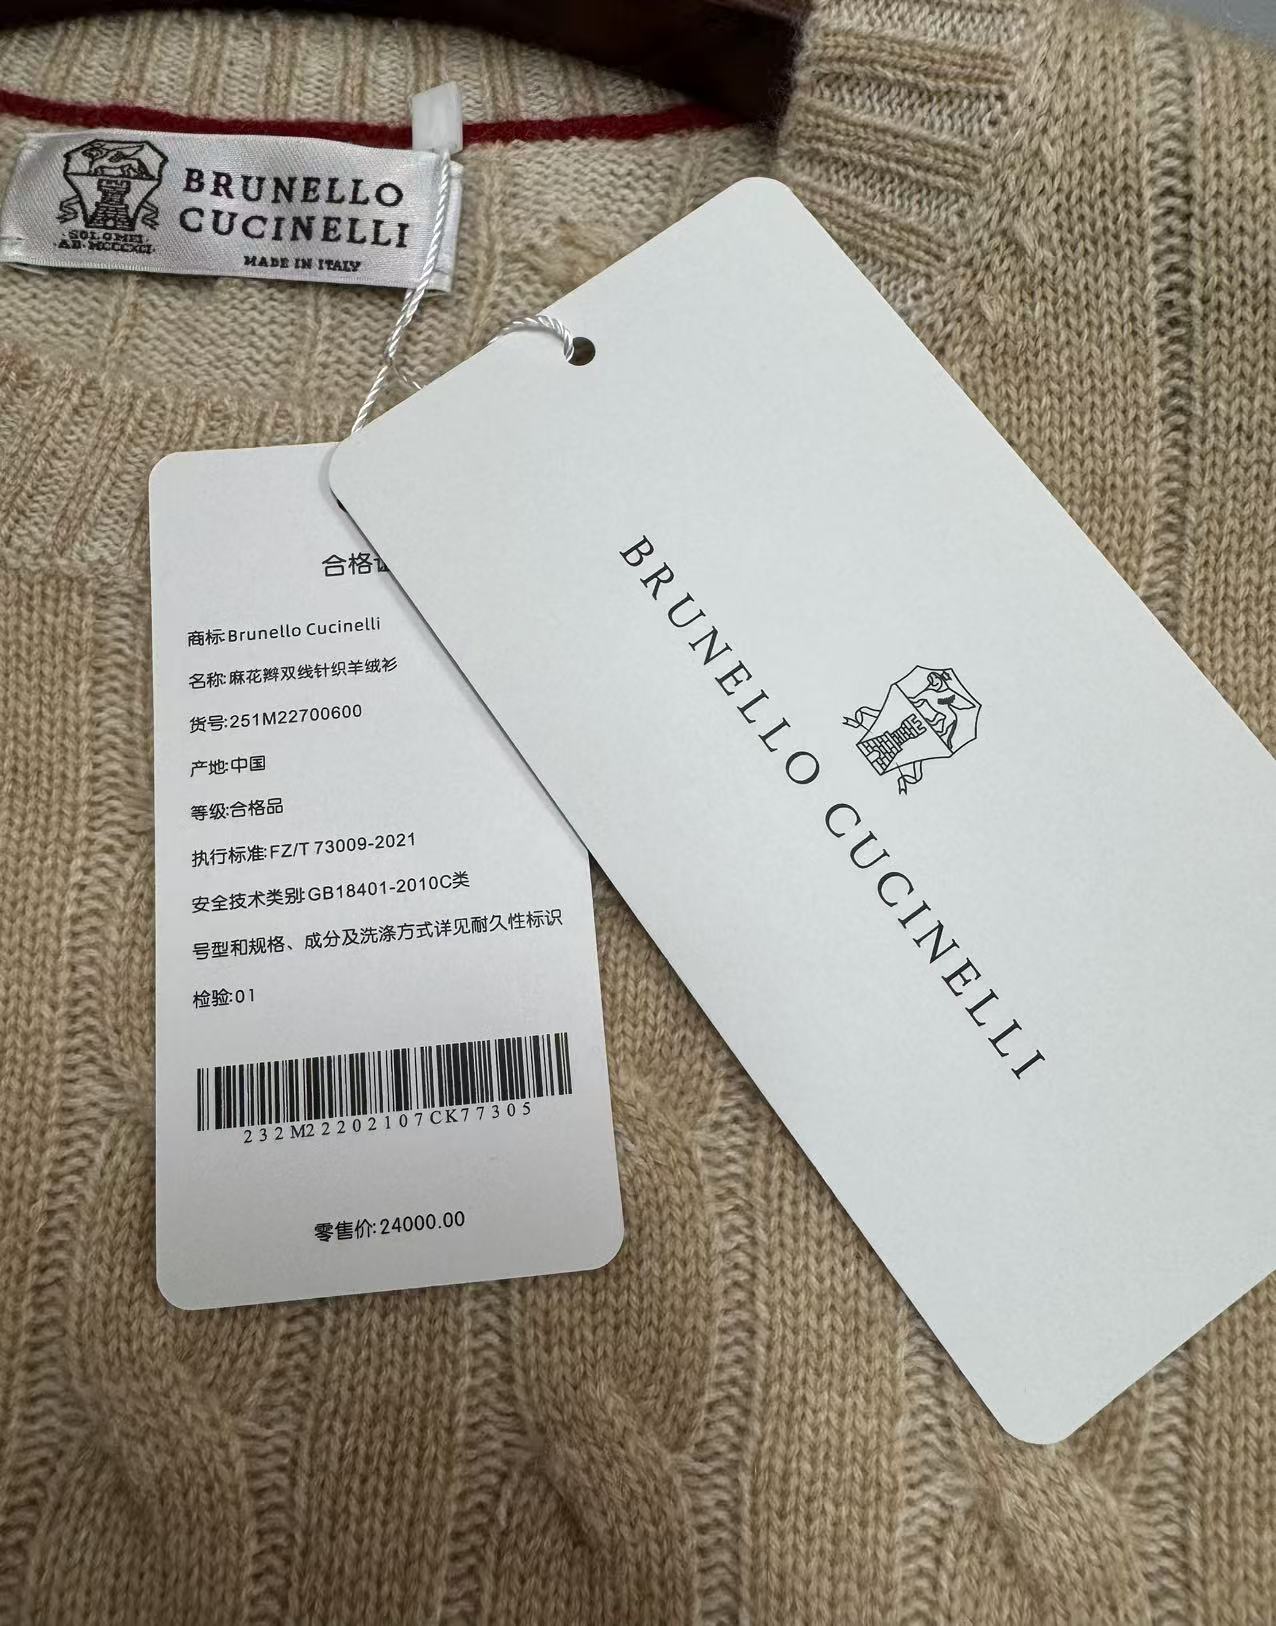 BRUNELLO
CUCINELLI
SOLOMEI
AD·MCCCXCI
MADE IN ITALY
BRUNELLO CUCINELLI
合格
商标:Brunello Cucinelli
名称:麻花辫双线针织羊绒衫
货号:251M22700600
产地:中国
等级:合格品
执行标准:FZ/T 73009-2021
安全技术类别:GB18401-2010C类
号型和规格、成分及洗涤方式详见耐久性标识
检验:01
232M22202107CK77305
零售价:24000.00